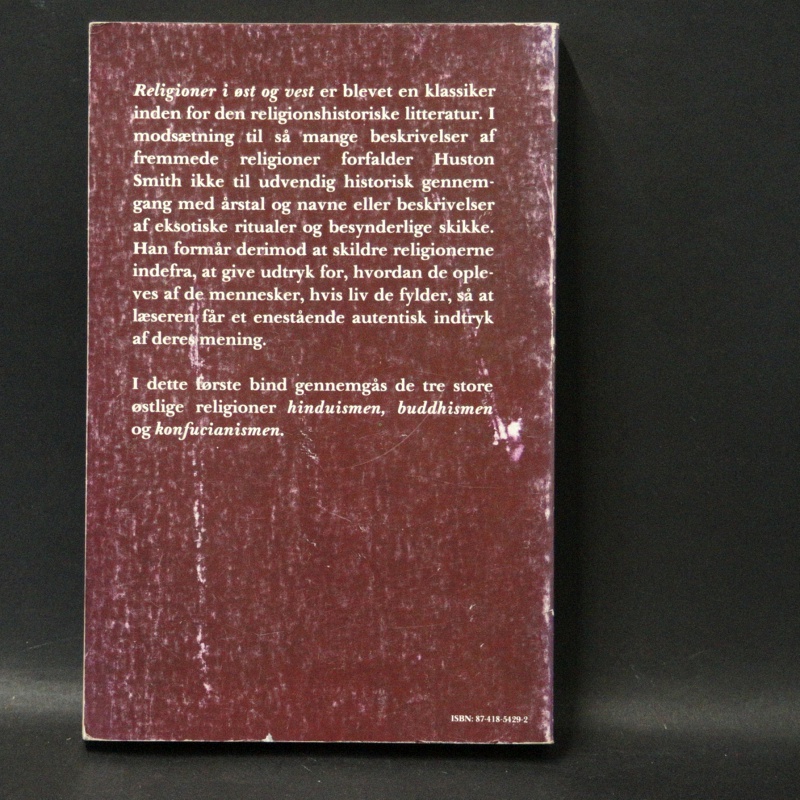 Religioner i øst og vest er blevet en klassiker
inden for den religionshistoriske litteratur. I
modsætning til så mange beskrivelser af
fremmede religioner forfalder Huston
Smith ikke til udvendig historisk gennem-
gang med årstal og navne eller beskrivelser
af eksotiske ritualer og besynderlige skikke.
Han formår derimod at skildre religionerne
indefra, at give udtryk for, hvordan de ople-
ves af de mennesker, hvis liv de fylder, så at
læseren får et enestående autentisk indtryk
af deres mening.
I dette første bind gennemgås de tre store
østlige religioner hinduismen, buddhismen
og konfucianismen.
ISBN: 87-418-5429-2